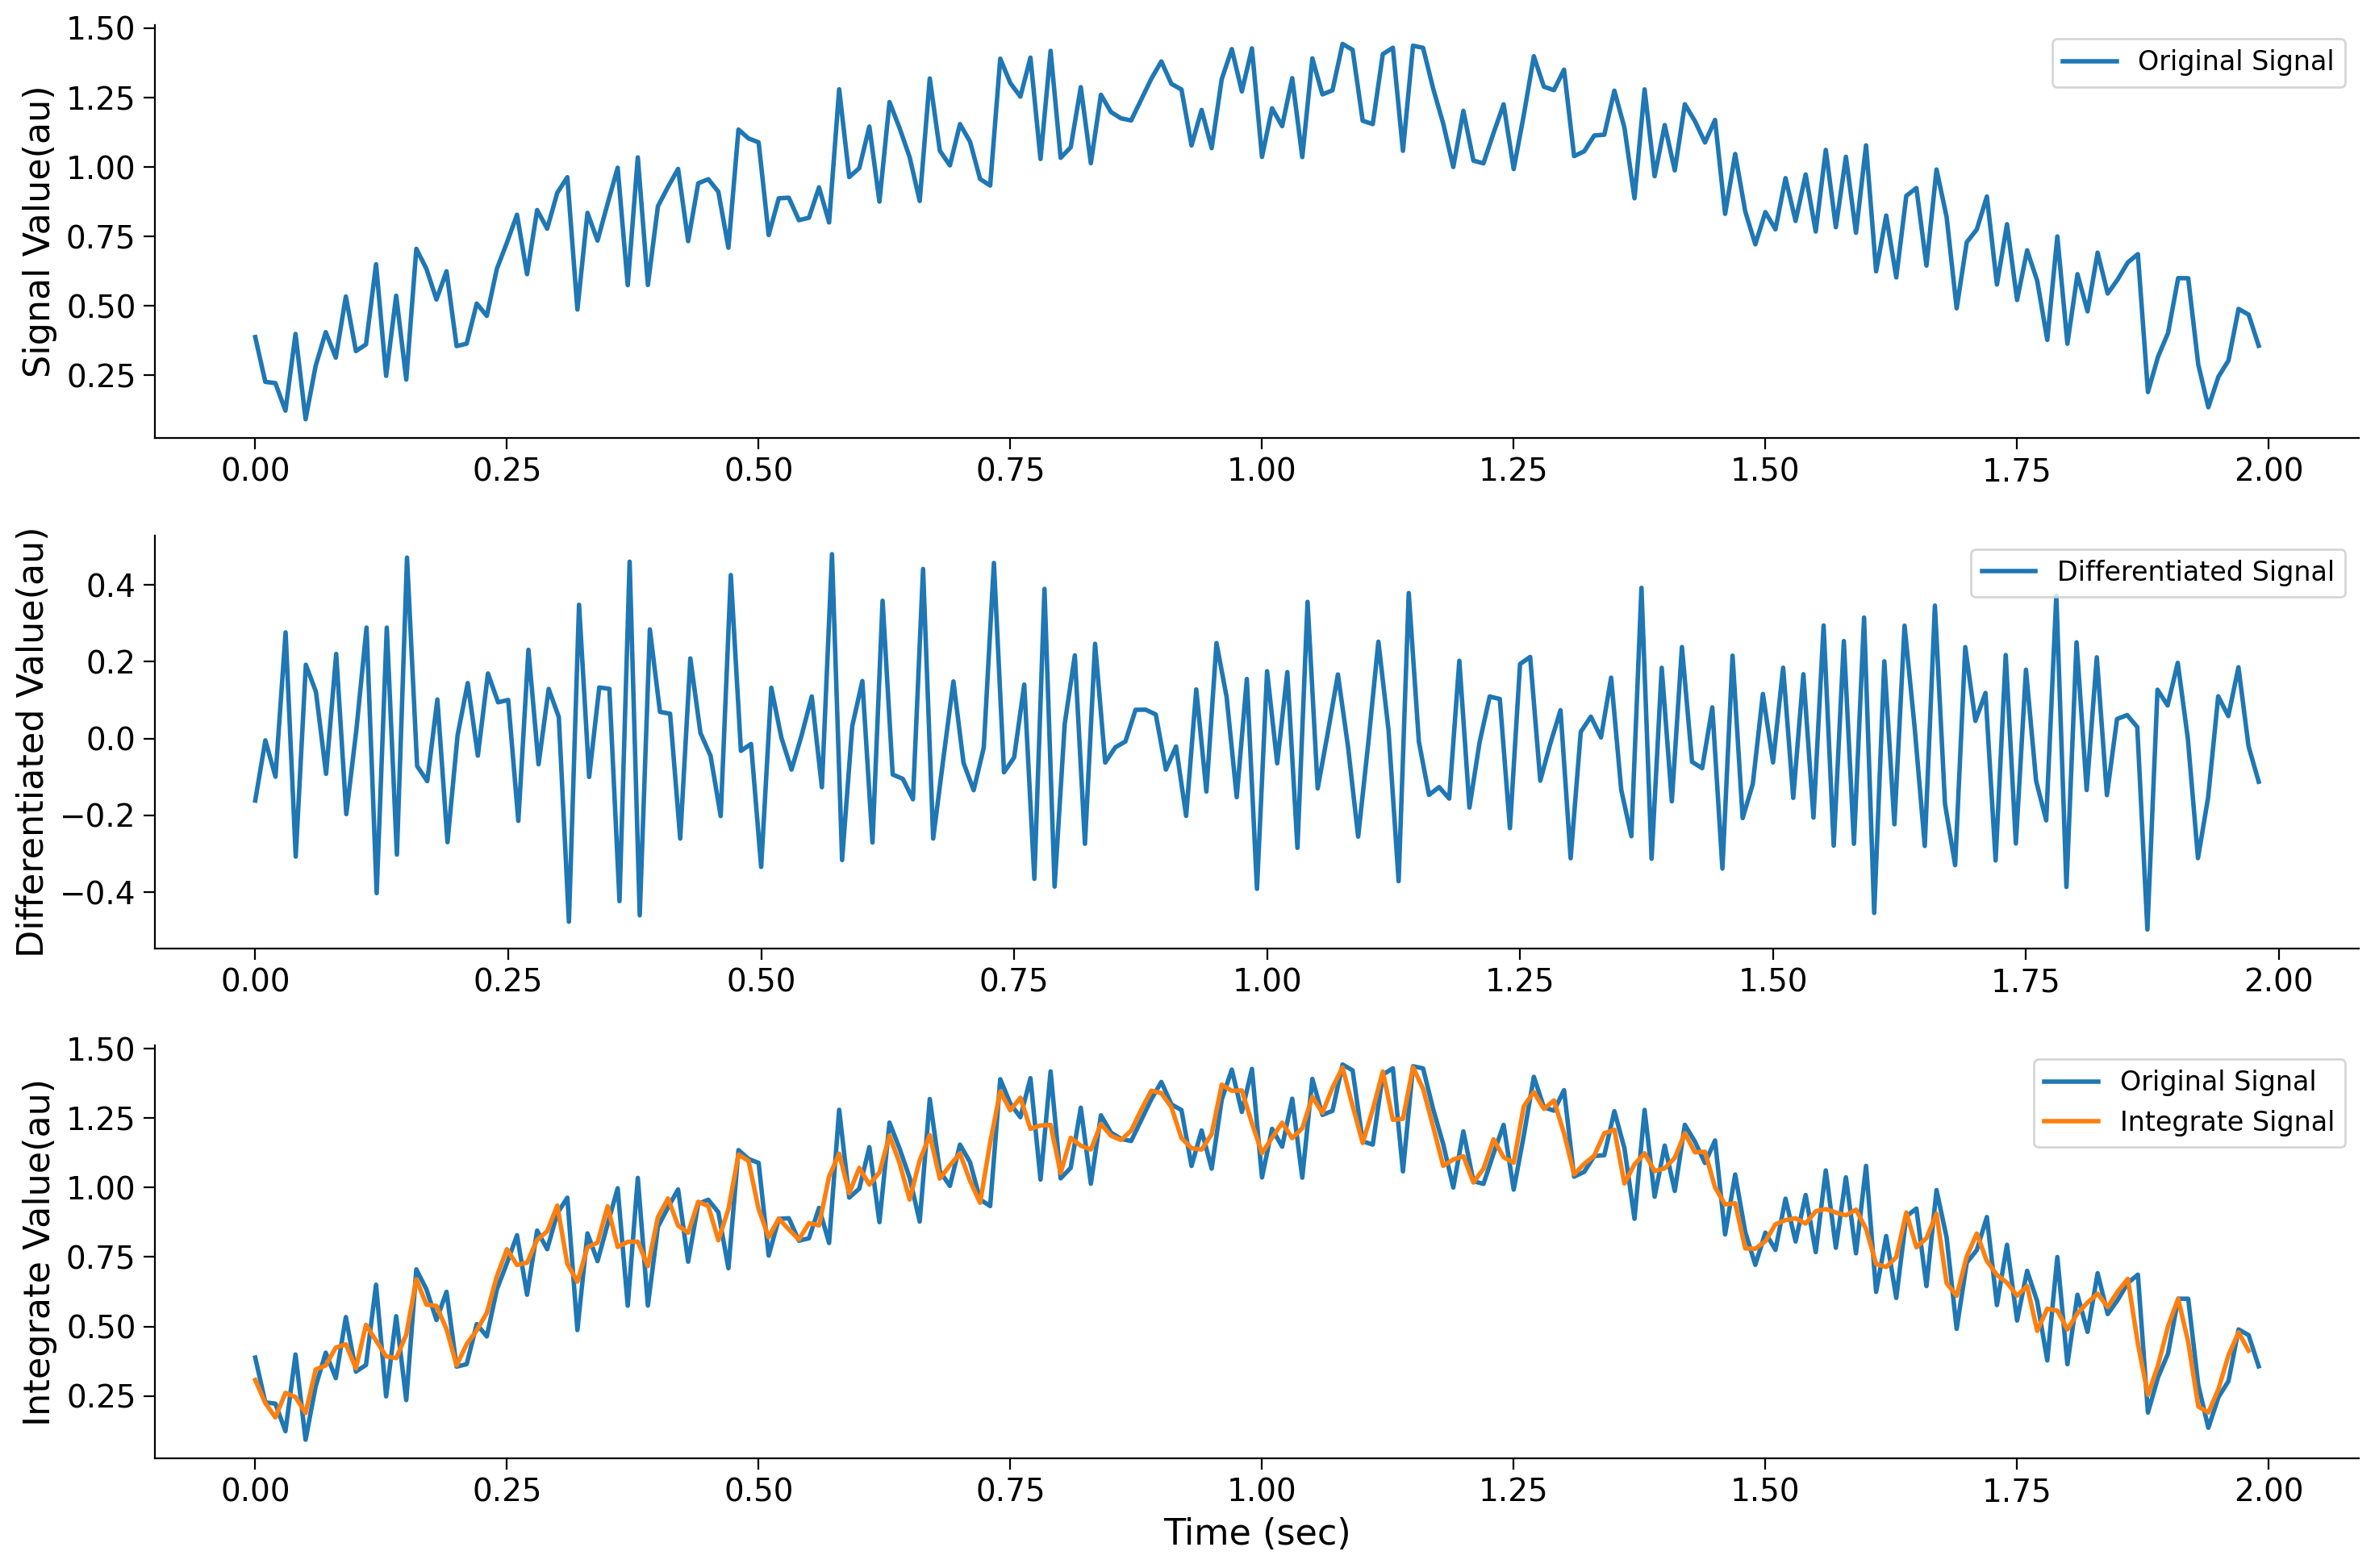 Signal Value(au)
1.50
1.25
1.00
0.75
0.50
0.25
Original Signal
0.00 0.25 0.50 0.75 1.00 1.25 1.50 1.75 2.00
Differentiated Value(au)
0.4
0.2
0.0
−0.2
−0.4
Differentiated Signal
0.00 0.25 0.50 0.75 1.00 1.25 1.50 1.75 2.00
Integrate Value(au)
1.50
1.25
1.00
0.75
0.50
0.25
Original Signal
Integrate Signal
0.00 0.25 0.50 0.75 1.00 1.25 1.50 1.75 2.00
Time (sec)